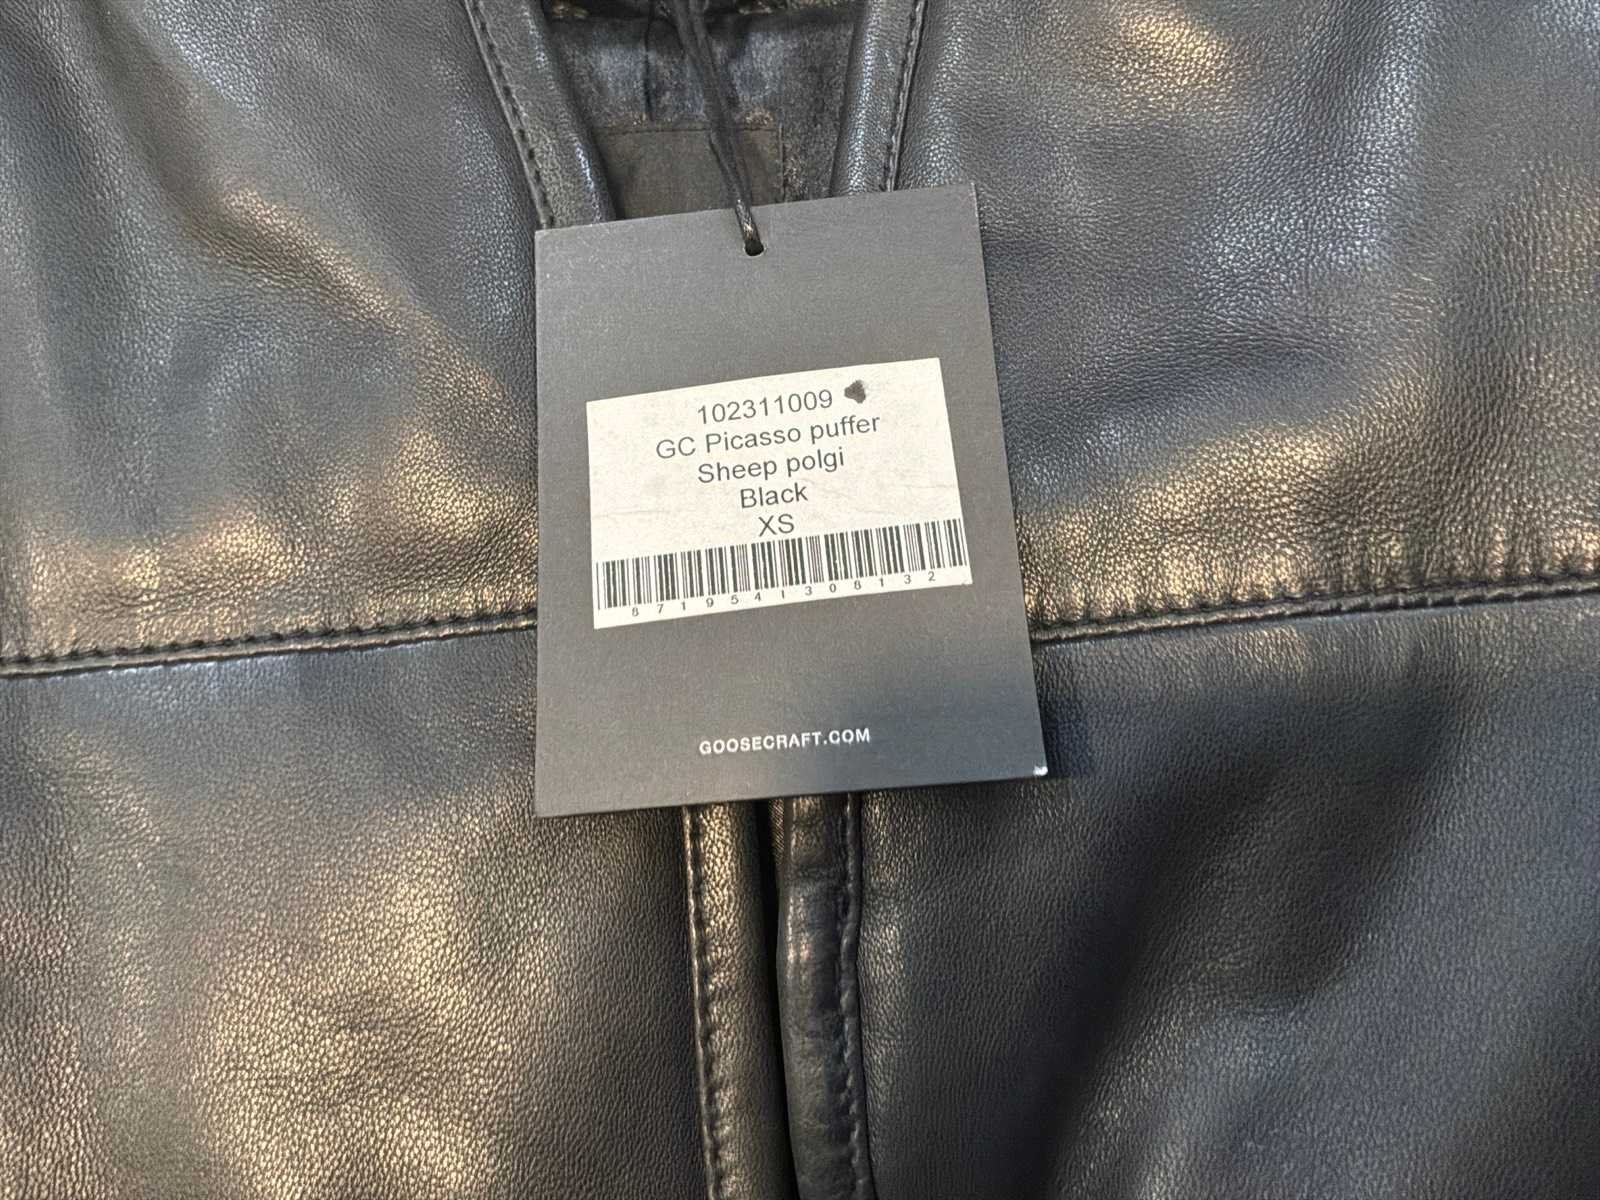 102311009
GC Picasso puffer
Sheep polgi
Black
XS
8719541308132
GOOSECRAFT.COM